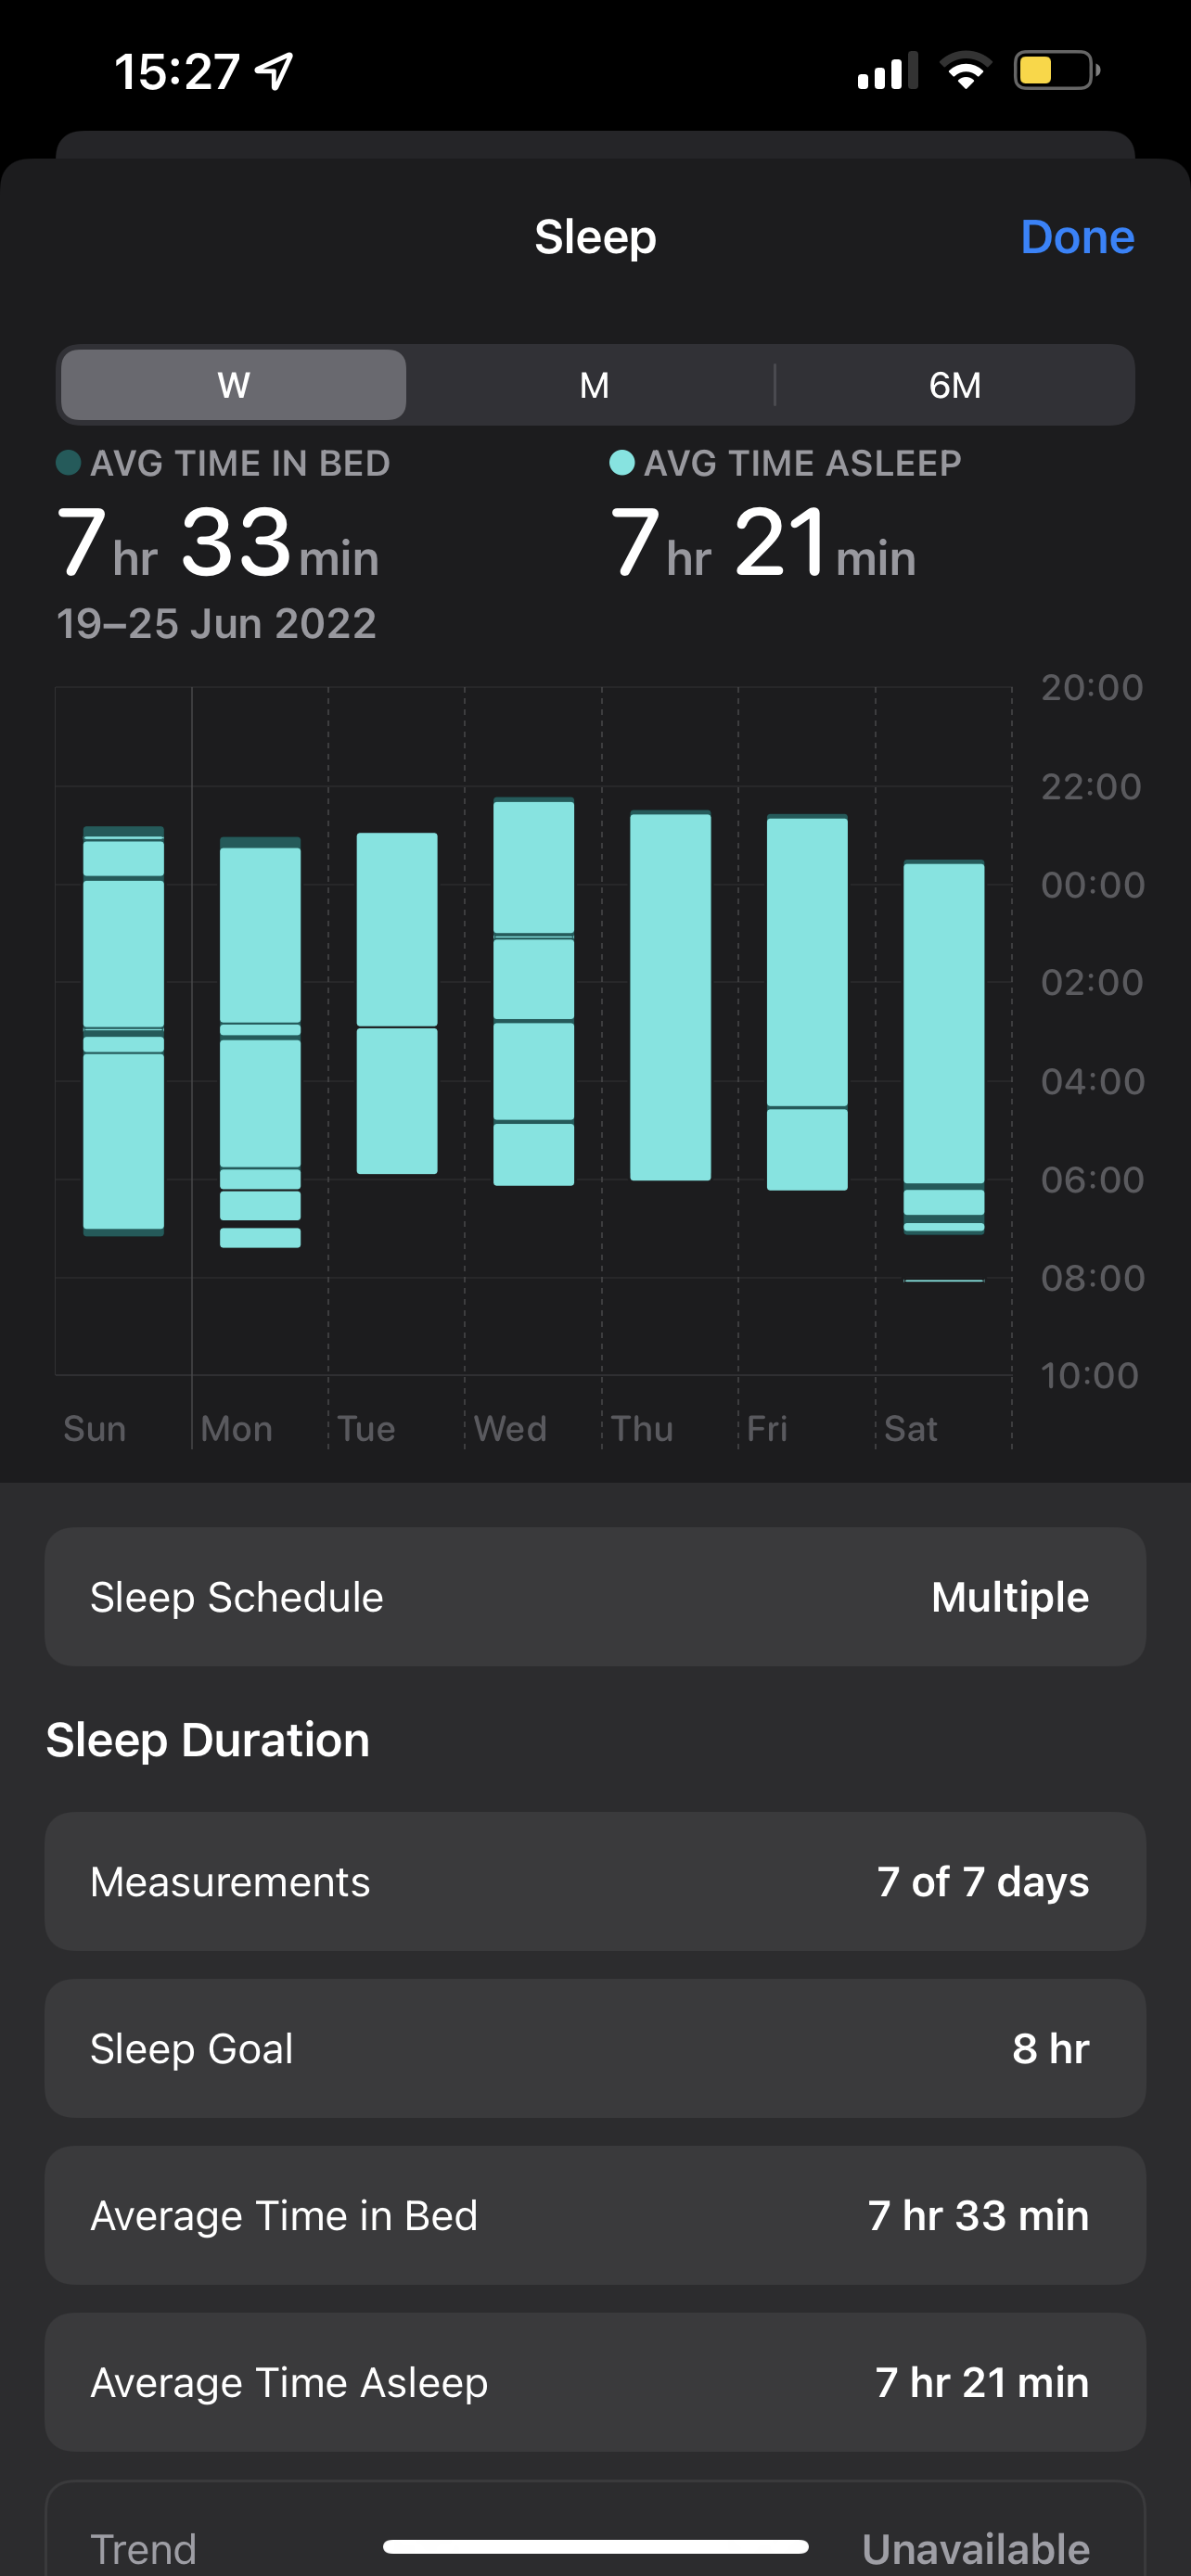 15:27
Sleep Done
W M 6M
AVG TIME IN BED AVG TIME ASLEEP
7 hr 33 min 7 hr 21 min
19–25 Jun 2022
20:00
22:00
00:00
02:00
04:00
06:00
08:00
10:00
Sun Mon Tue Wed Thu Fri Sat
Sleep Schedule Multiple
Sleep Duration
Measurements 7 of 7 days
Sleep Goal 8 hr
Average Time in Bed 7 hr 33 min
Average Time Asleep 7 hr 21 min
Trend Unavailable